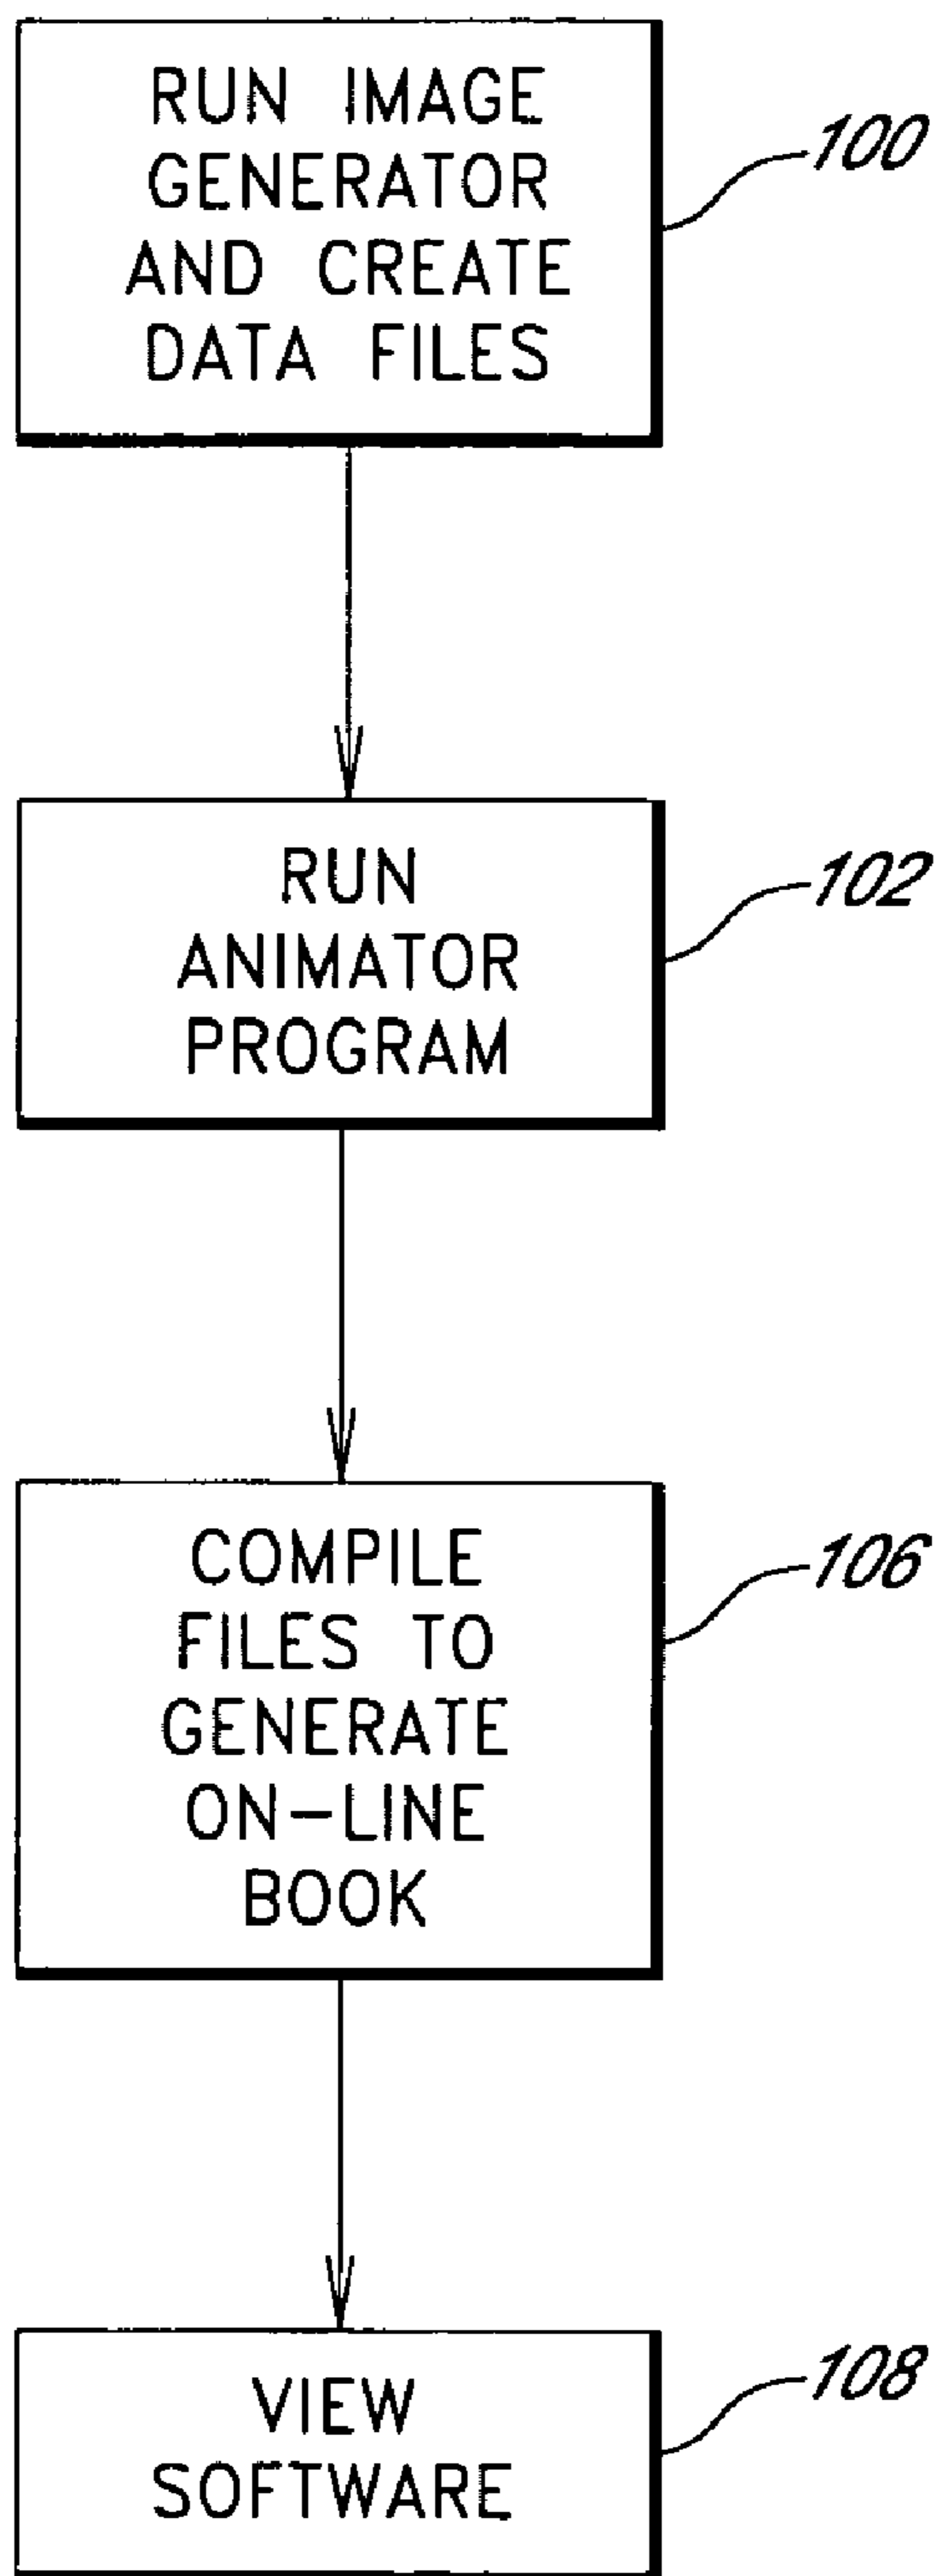 RUN IMAGE
GENERATOR
AND CREATE
DATA FILES
100
RUN
ANIMATOR
PROGRAM
102
COMPILE
FILES TO
GENERATE
ON-LINE
BOOK
106
VIEW
SOFTWARE
108